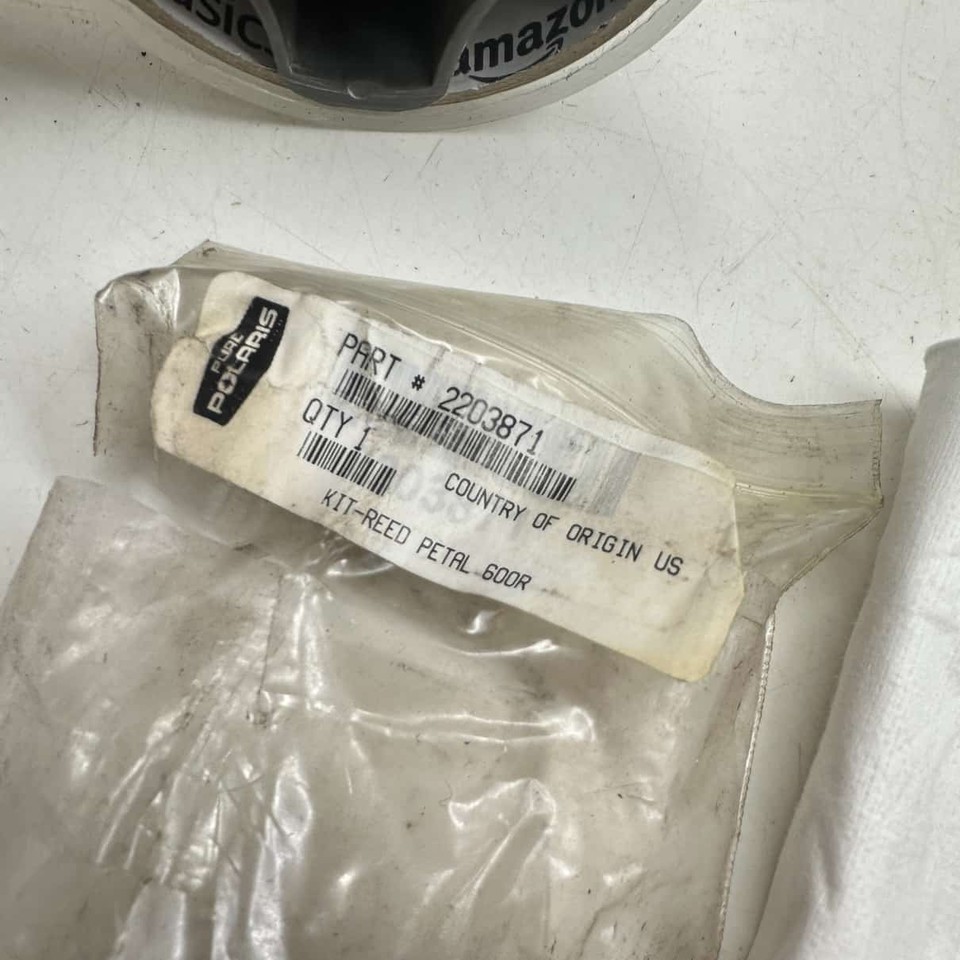 amazon
PURE
POLARIS
PART # 2203871
QTY 1
COUNTRY OF ORIGIN US
KIT-REED PETAL 600R